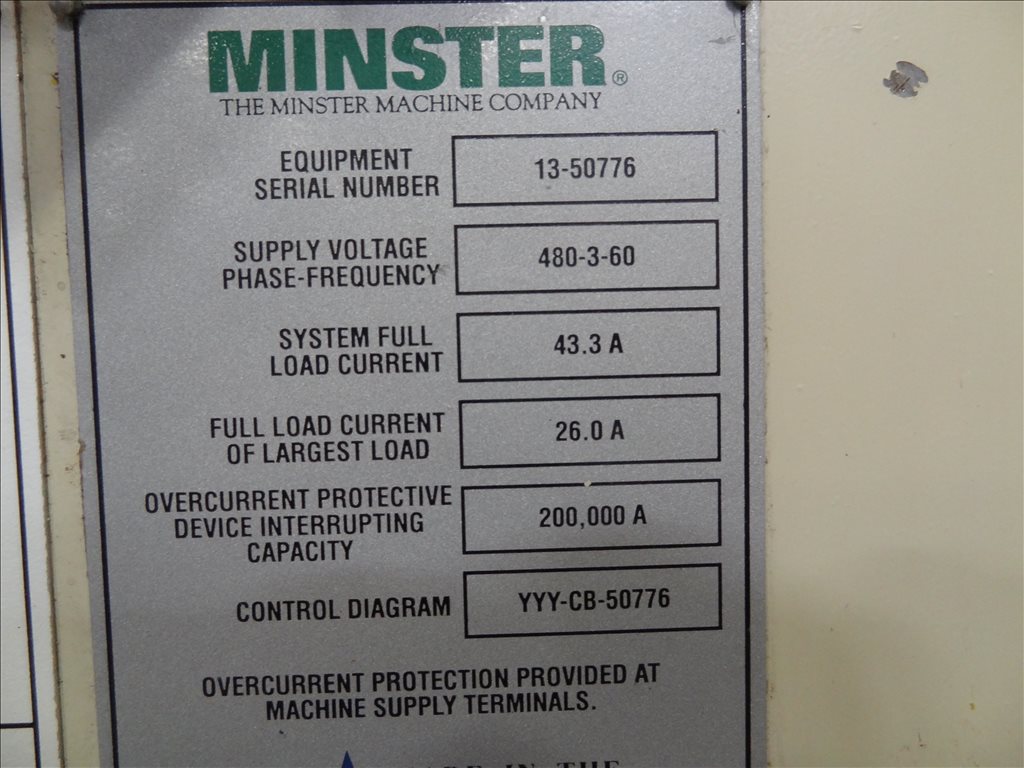 MINSTER®
THE MINSTER MACHINE COMPANY
EQUIPMENT
SERIAL NUMBER
13-50776
SUPPLY VOLTAGE
PHASE-FREQUENCY
480-3-60
SYSTEM FULL
LOAD CURRENT
43.3 A
FULL LOAD CURRENT
OF LARGEST LOAD
26.0 A
OVERCURRENT PROTECTIVE
DEVICE INTERRUPTING
CAPACITY
200,000 A
CONTROL DIAGRAM
YYY-CB-50776
OVERCURRENT PROTECTION PROVIDED AT
MACHINE SUPPLY TERMINALS.
IN THE